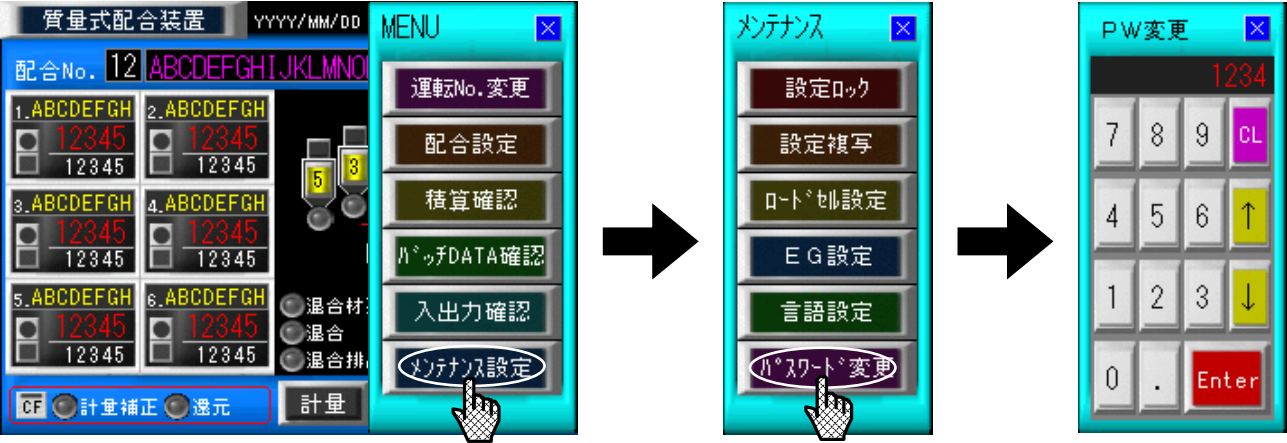 質量式配合装置 YYYY/MM/DD
配合No. 12 ABCDEFGHIJKLMNO
1.ABCDEFGH 2.ABCDEFGH
12345 12345
12345 12345
3.ABCDEFGH 4.ABCDEFGH
12345 12345
12345 12345
5.ABCDEFGH 6.ABCDEFGH
12345 12345
12345 12345
5 3
混合材
混合
混合排
CF 計量補正 還元
計量
MENU ×
運転No.変更
配合設定
積算確認
ﾊﾞｯﾁDATA確認
入出力確認
ﾒﾝﾃﾅﾝｽ設定
ﾒﾝﾃﾅﾝｽ ×
設定ﾛｯｸ
設定複写
ﾛｰﾄﾞｾﾙ設定
ＥＧ設定
言語設定
ﾊﾟｽﾜｰﾄﾞ変更
ＰＷ変更 ×
1234
7 8 9 CL
4 5 6 ↑
1 2 3 ↓
0 . Enter